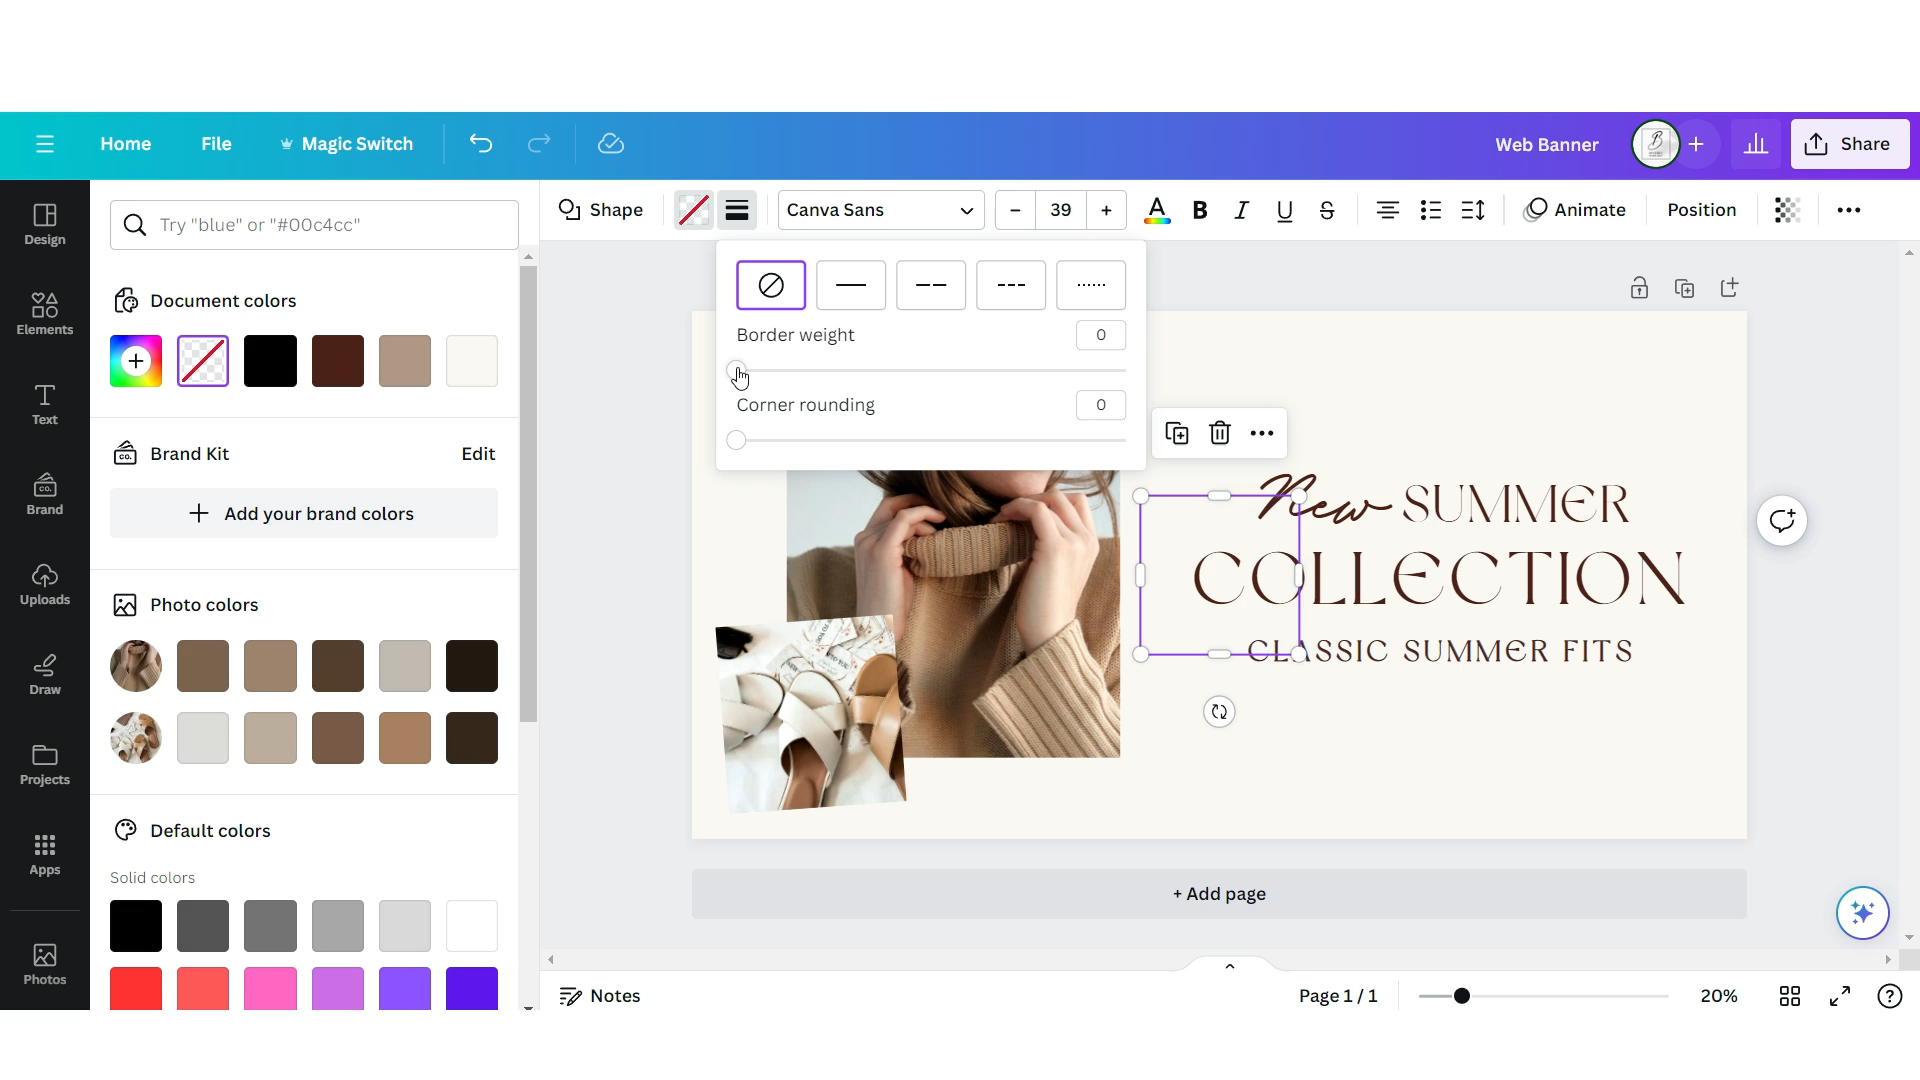 Home File Magic Switch Web Banner Share
Shape Canva Sans 39 B I U S Animate Position
Design
Elements
Text
Brand
Uploads
Draw
Projects
Apps
Photos
Try "blue" or "#00c4cc"
Document colors
Brand Kit Edit
Add your brand colors
Photo colors
Default colors
Solid colors
Border weight 0
Corner rounding 0
New SUMMER
COLLECTION
CLASSIC SUMMER FITS
+ Add page
Notes Page 1 / 1 20%